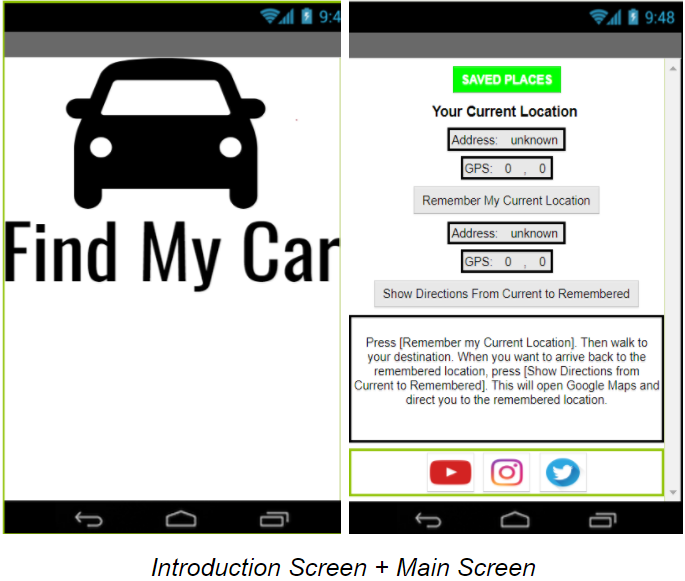 9:4
Find My Car
9:48
SAVED PLACES
Your Current Location
Address: unknown
GPS: 0 , 0
Remember My Current Location
Address: unknown
GPS: 0 , 0
Show Directions From Current to Remembered
Press [Remember my Current Location]. Then walk to
your destination. When you want to arrive back to the
remembered location, press [Show Directions from
Current to Remembered]. This will open Google Maps and
direct you to the remembered location.
Introduction Screen + Main Screen